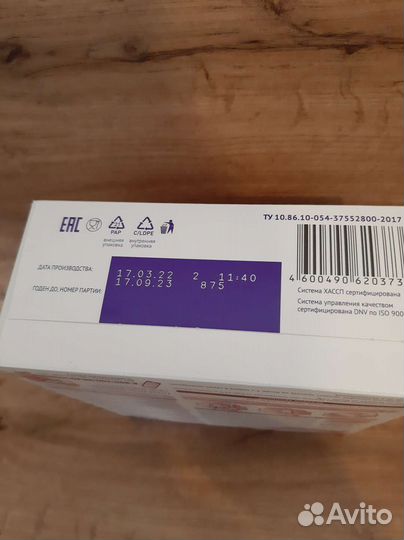 ТУ 10.86.10-054-37552800-2017
EAC
21
PAP
C/LDPE
внешняя упаковка
внутренняя упаковка
ДАТА ПРОИЗВОДСТВА:
17.03.22 2 11:40
ГОДЕН ДО, НОМЕР ПАРТИИ:
17.09.23 875
4 600490 620373
Система ХАССП сертифицирована
Система управления качеством
сертифицирована DNV по ISO 900
Avito